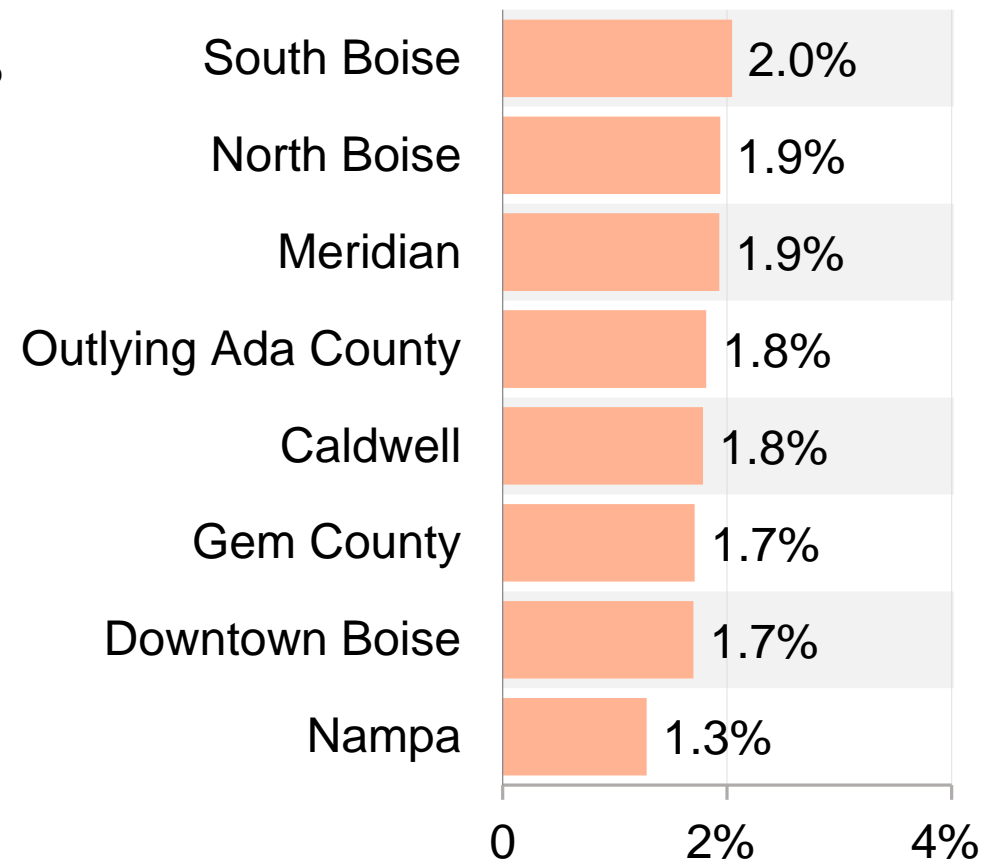 South Boise 2.0%
North Boise 1.9%
Meridian 1.9%
Outlying Ada County 1.8%
Caldwell 1.8%
Gem County 1.7%
Downtown Boise 1.7%
Nampa 1.3%
0 2% 4%